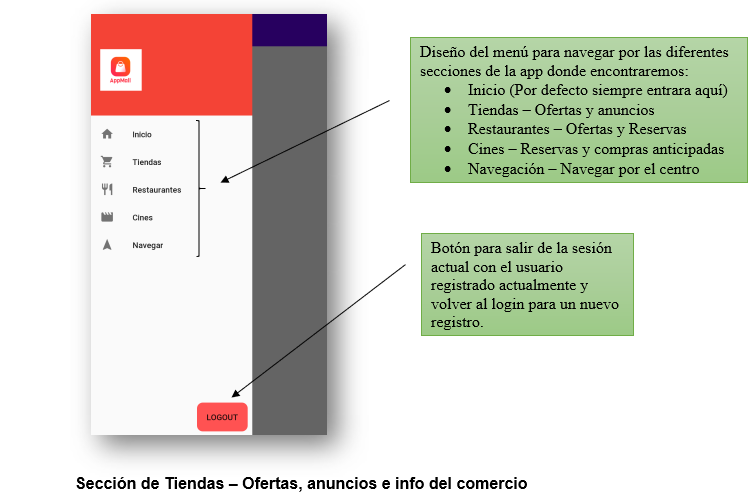 AppMall
Inicio
Tiendas
Restaurantes
Cines
Navegar
LOGOUT
Diseño del menú para navegar por las diferentes
secciones de la app donde encontraremos:
• Inicio (Por defecto siempre entrara aquí)
• Tiendas – Ofertas y anuncios
• Restaurantes – Ofertas y Reservas
• Cines – Reservas y compras anticipadas
• Navegación – Navegar por el centro
Botón para salir de la sesión
actual con el usuario
registrado actualmente y
volver al login para un nuevo
registro.
Sección de Tiendas – Ofertas, anuncios e info del comercio